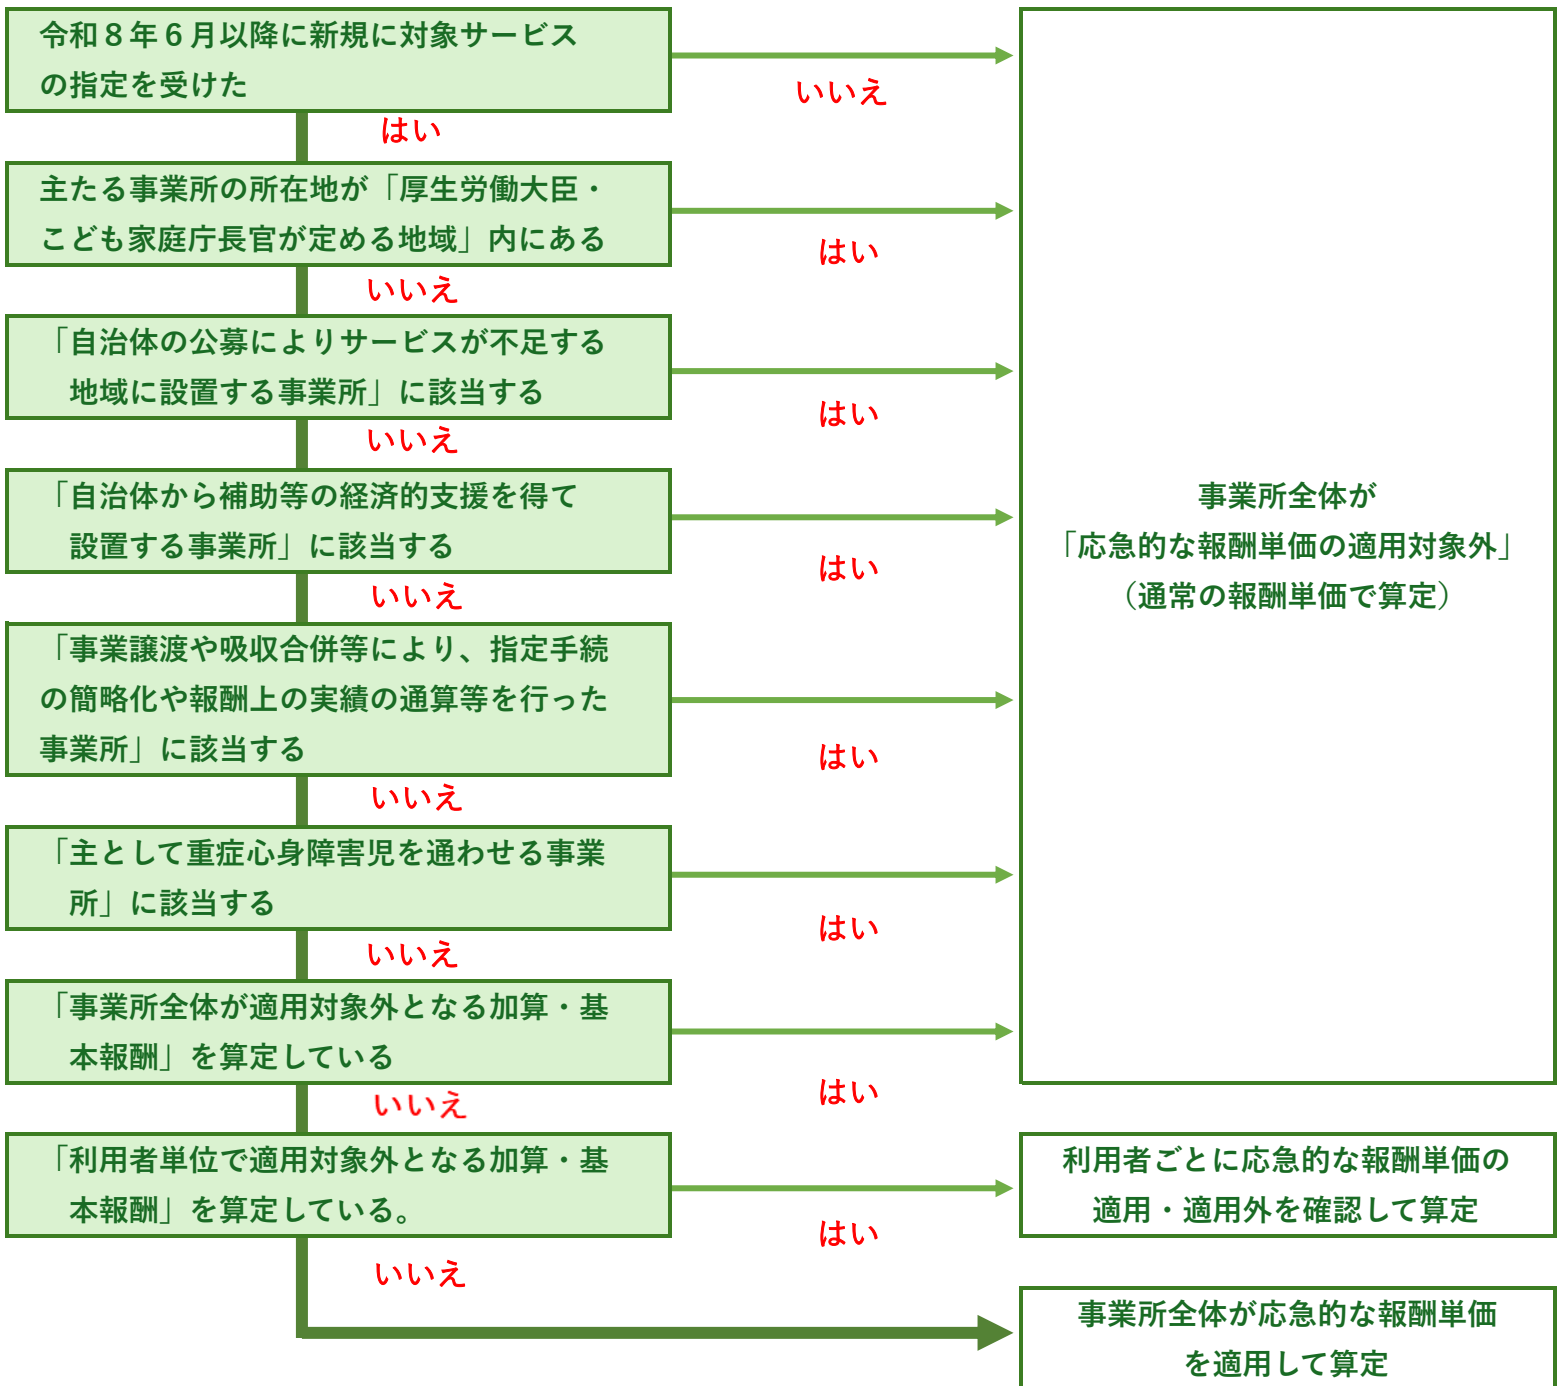 令和８年６月以降に新規に対象サービス
の指定を受けた
いいえ
はい
主たる事業所の所在地が「厚生労働大臣・
こども家庭庁長官が定める地域」内にある
はい
いいえ
「自治体の公募によりサービスが不足する
地域に設置する事業所」に該当する
はい
いいえ
「自治体から補助等の経済的支援を得て
設置する事業所」に該当する
はい
いいえ
「事業譲渡や吸収合併等により、指定手続
の簡略化や報酬上の実績の通算等を行った
事業所」に該当する
はい
いいえ
「主として重症心身障害児を通わせる事業
所」に該当する
はい
いいえ
「事業所全体が適用対象外となる加算・基
本報酬」を算定している
はい
いいえ
事業所全体が
「応急的な報酬単価の適用対象外」
（通常の報酬単価で算定）
「利用者単位で適用対象外となる加算・基
本報酬」を算定している。
はい
いいえ
利用者ごとに応急的な報酬単価の
適用・適用外を確認して算定
事業所全体が応急的な報酬単価
を適用して算定